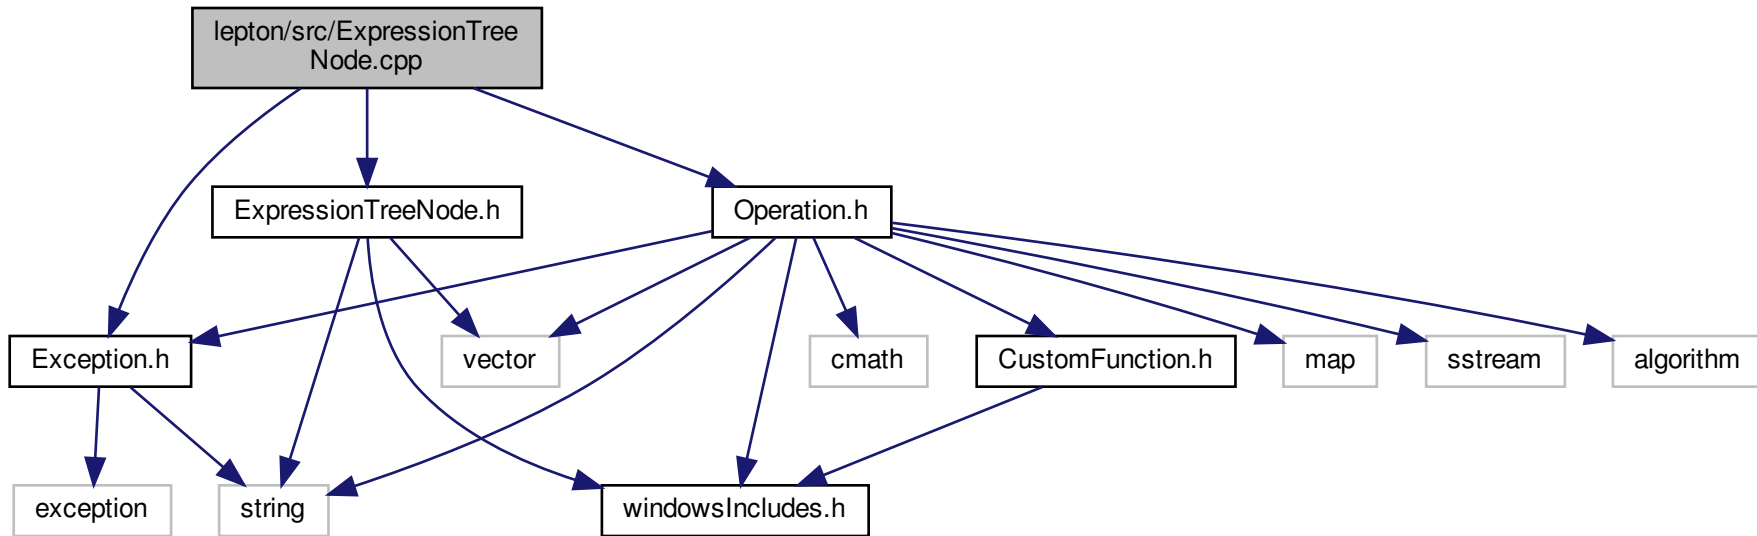 lepton/src/ExpressionTree
Node.cpp
ExpressionTreeNode.h
Operation.h
Exception.h
vector
cmath
CustomFunction.h
map
sstream
algorithm
exception
string
windowsIncludes.h